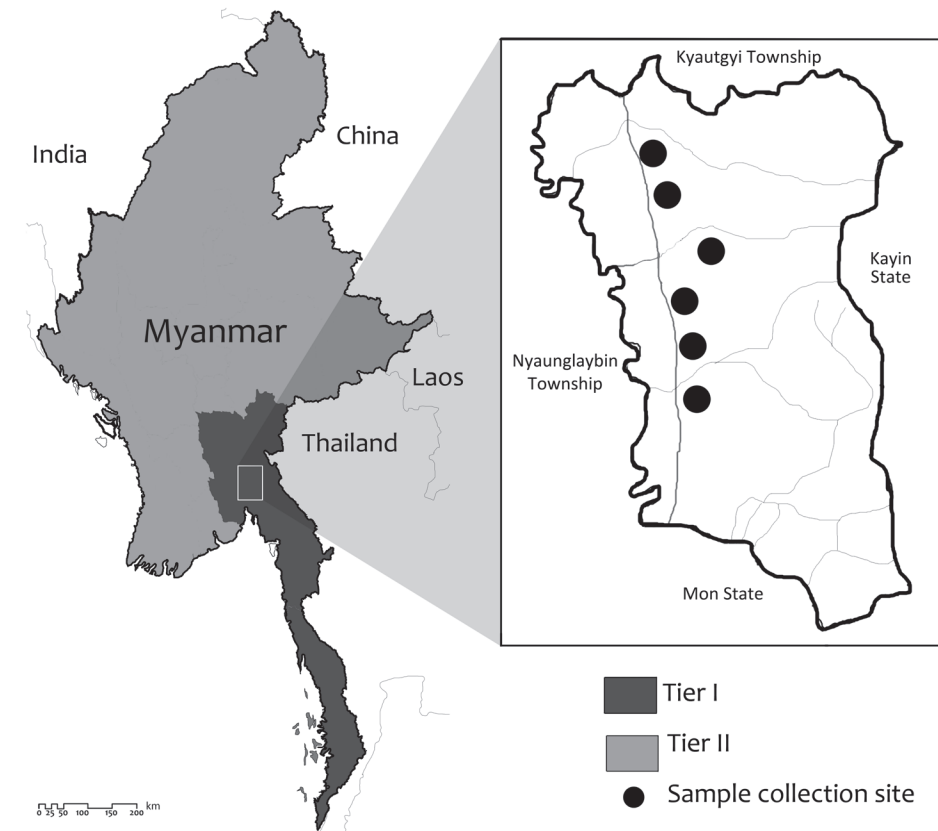 Kyautgyi Township
China
India
Kayin
State
Myanmar
Nyaunglaybin
Township
Laos
Thailand
Mon State
Tier I
Tier II
Sample collection site
0 25 50 100 150 200 km